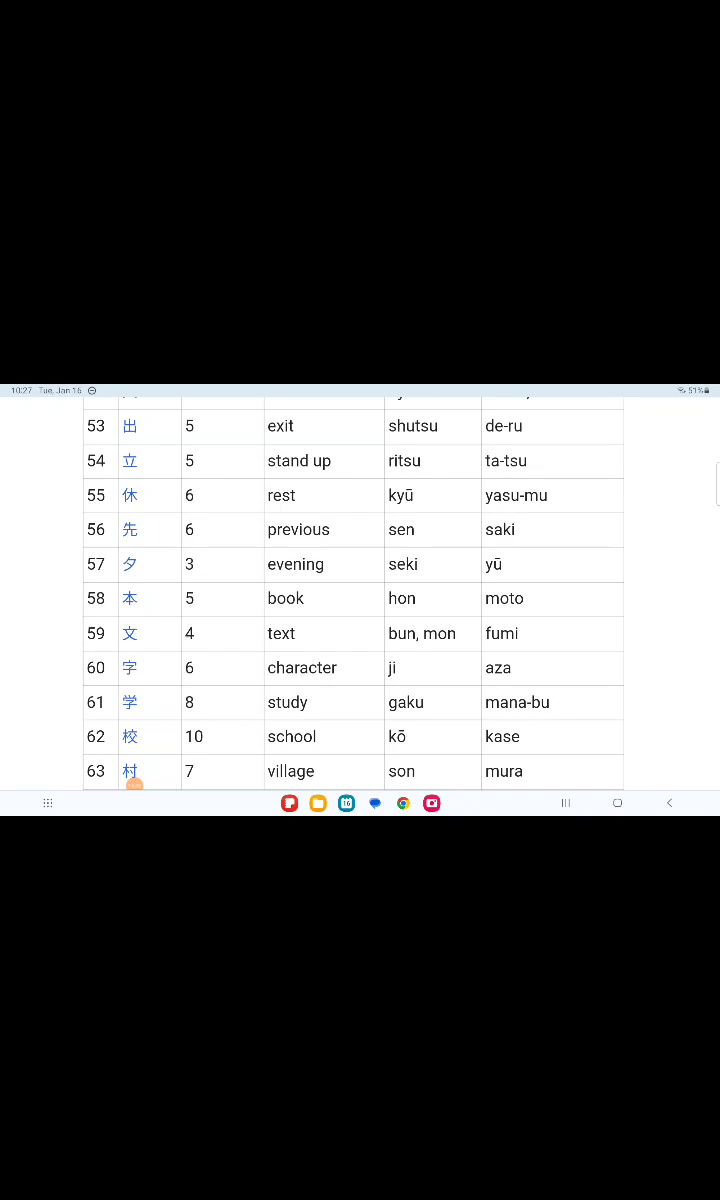 10:27 Tue, Jan 16 51%
53 出 5 exit shutsu de-ru
54 立 5 stand up ritsu ta-tsu
55 休 6 rest kyū yasu-mu
56 先 6 previous sen saki
57 夕 3 evening seki yū
58 本 5 book hon moto
59 文 4 text bun, mon fumi
60 字 6 character ji aza
61 学 8 study gaku mana-bu
62 校 10 school kō kase
63 村 7 village son mura
16